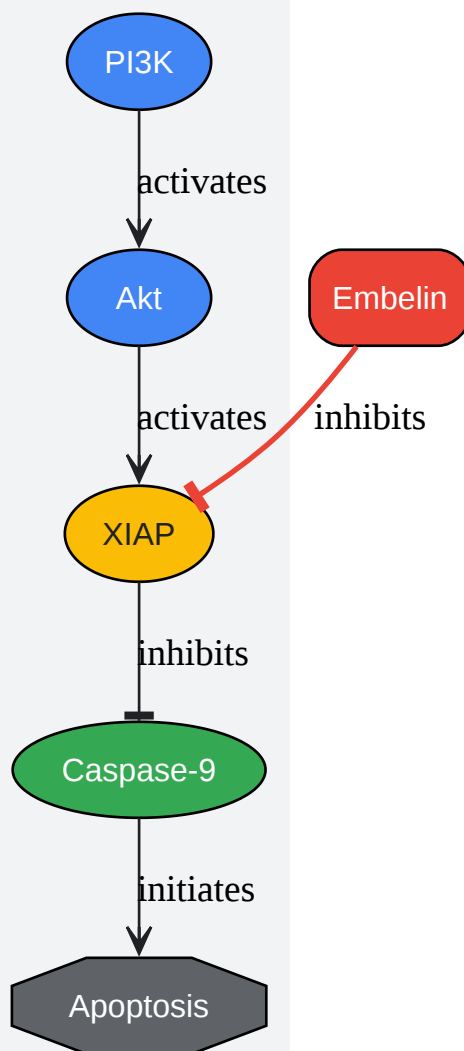 PI3K
activates
Akt
Embelin
activates
inhibits
XIAP
inhibits
Caspase-9
initiates
Apoptosis